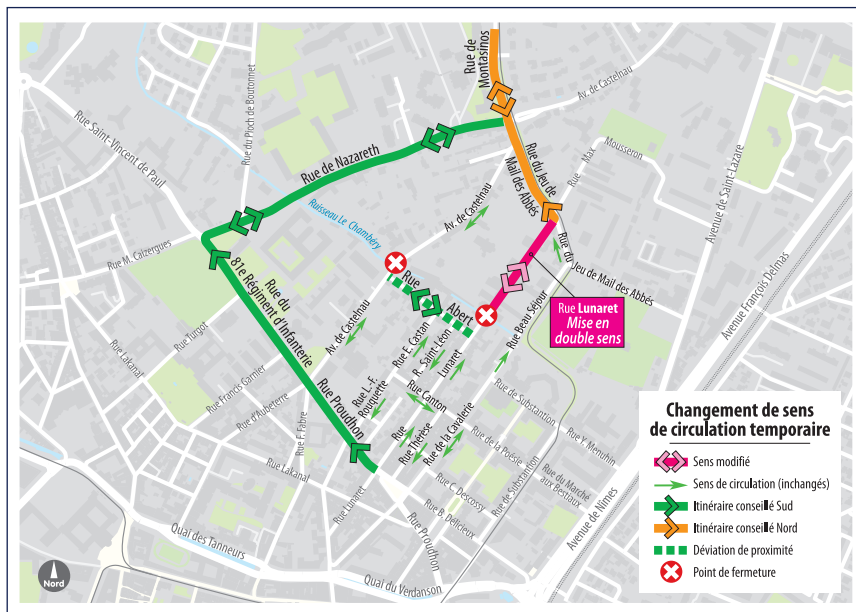 Rue de
Montasinos
Av. de Castelnau
Rue du Pioch de Boutonnet
Rue Saint-Vincent de Paul
Rue de Nazareth
Rue du Jeu de
Mail des Abbés
Mousseron
Rue Max
Avenue de Saint-Lazare
Ruisseau Le Chambéry
Av. de Castelnau
Rue M. Caizergues
Rue du
81e Régiment d'Infanterie
Rue Abert
Rue du Jeu de Mail des Abbés
Avenue François Delmas
Rue Lunaret
Mise en
double sens
Rue Turgot
Av. de Castelnau
Rue E. Castan
R. Saint-Léon
Lunaret
Rue Beau Séjour
Rue Lakanal
Rue Francis Garnier
Rue d'Aubeterre
Rue F. Fabre
Rue Proudhon
Rue L.-F.
Rouquette
Rue Canton
Rue
Thérèse
Rue de la Cavalerie
Rue de la Poésie
Rue de Substantion
Rue Y. Menuhin
Rue du Marché
aux Bestiaux
Rue Lakanal
Rue Lunaret
Rue C. Descossy
Rue B. Délicieux
Rue de Substantion
Rue Proudhon
Avenue de Nîmes
Quai des Tanneurs
Quai du Verdanson
Nord
Changement de sens
de circulation temporaire
Sens modifié
Sens de circulation (inchangés)
Itinéraire conseillé Sud
Itinéraire conseillé Nord
Déviation de proximité
Point de fermeture